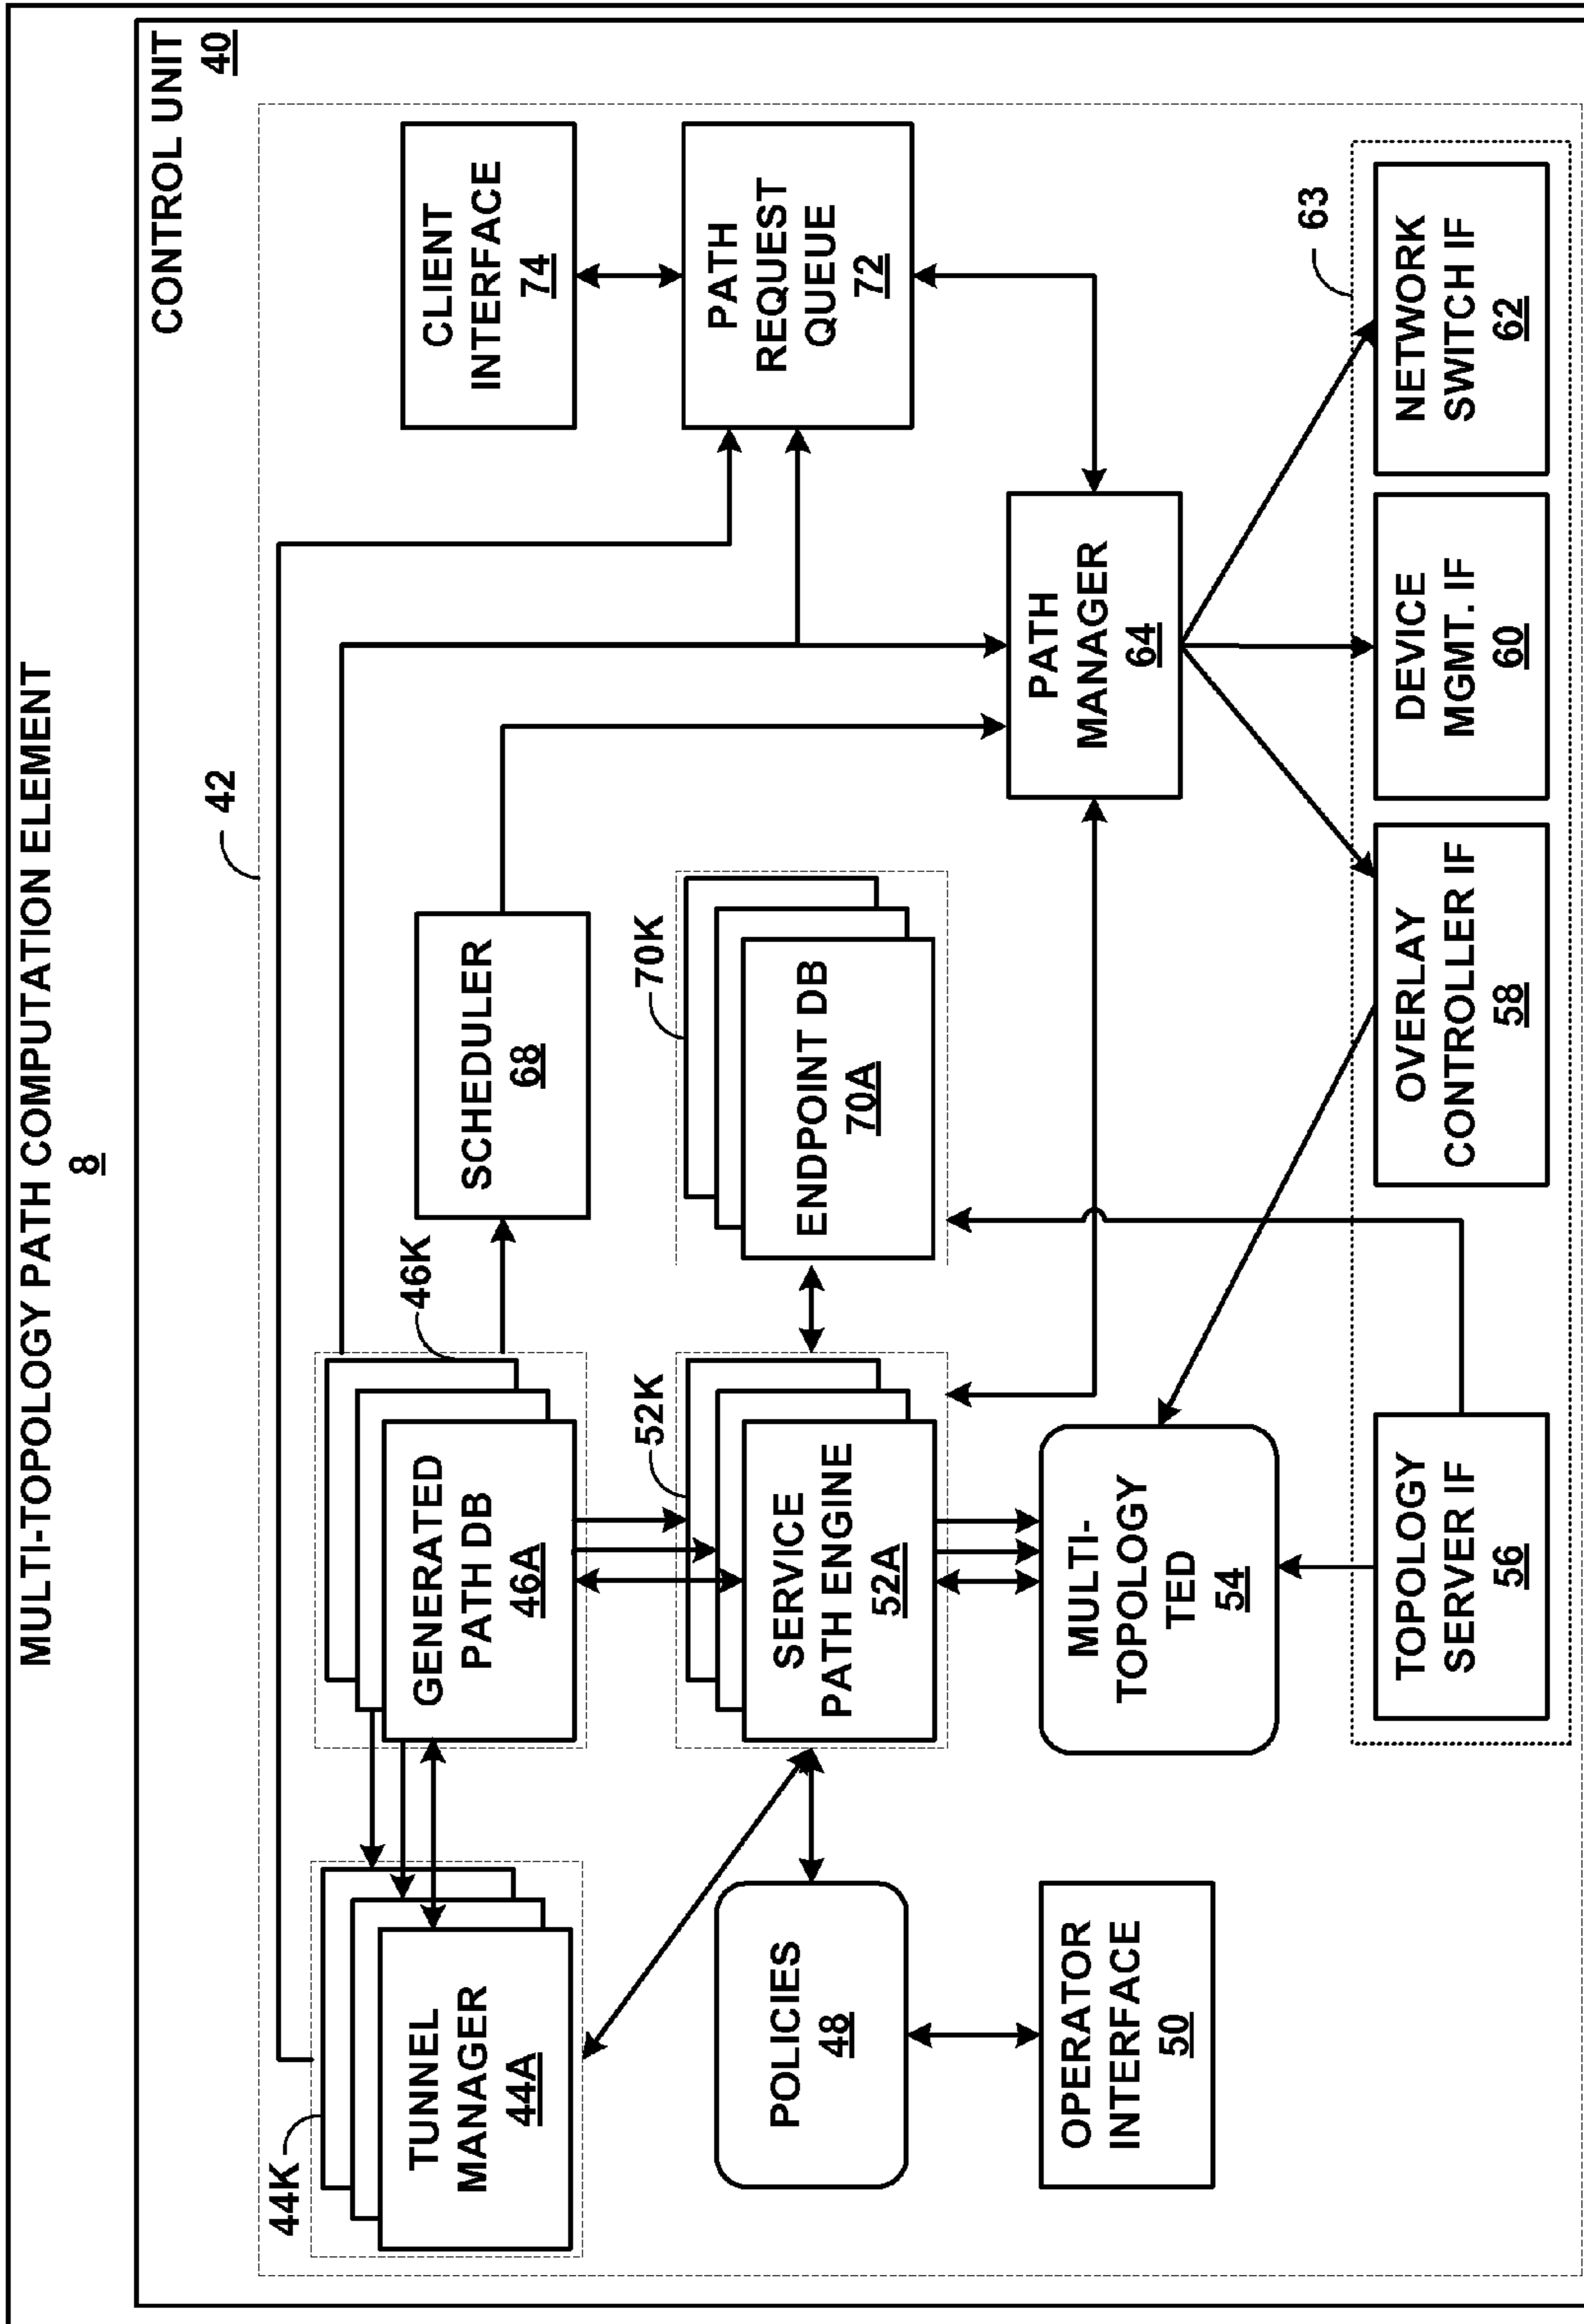 MULTI-TOPOLOGY PATH COMPUTATION ELEMENT
8
CONTROL UNIT
40
42
44K
TUNNEL
MANAGER
44A
GENERATED
PATH DB
46A
46K
SCHEDULER
68
CLIENT
INTERFACE
74
POLICIES
48
52K
SERVICE
PATH ENGINE
52A
70K
ENDPOINT DB
70A
PATH
REQUEST
QUEUE
72
OPERATOR
INTERFACE
50
MULTI-
TOPOLOGY
TED
54
PATH
MANAGER
64
63
TOPOLOGY
SERVER IF
56
OVERLAY
CONTROLLER IF
58
DEVICE
MGMT. IF
60
NETWORK
SWITCH IF
62